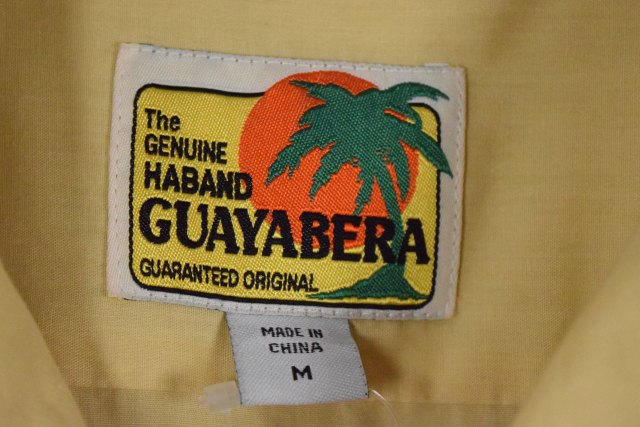 The
GENUINE
HABAND
GUAYABERA
GUARANTEED ORIGINAL
MADE IN
CHINA
M